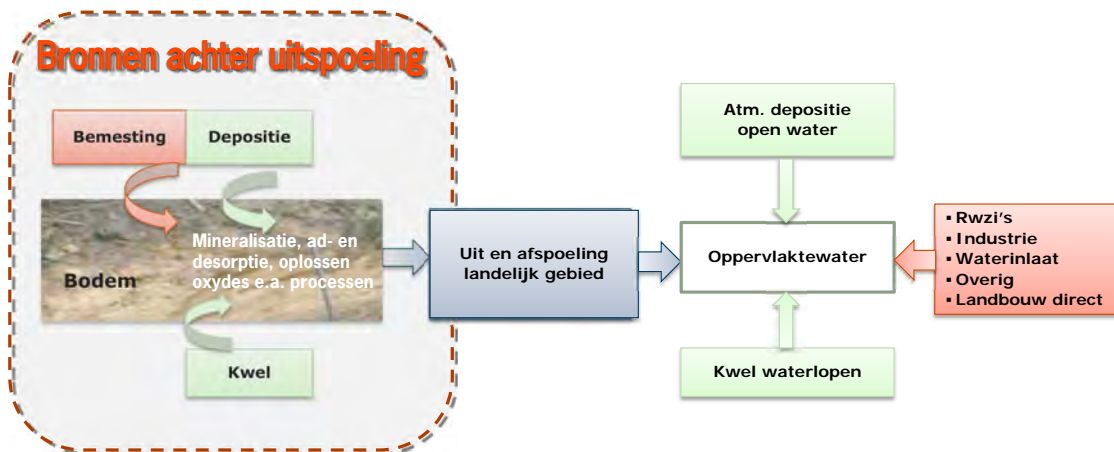 Bronnen achter uitspoeling
Bemesting
Depositie
Bodem
Mineralisatie, ad- en
desorptie, oplossen
oxydes e.a. processen
Kwel
Uit en afspoeling
landelijk gebied
Atm. depositie
open water
Oppervlaktewater
Kwel waterlopen
▪ Rwzi's
▪ Industrie
▪ Waterinlaat
▪ Overig
▪ Landbouw direct